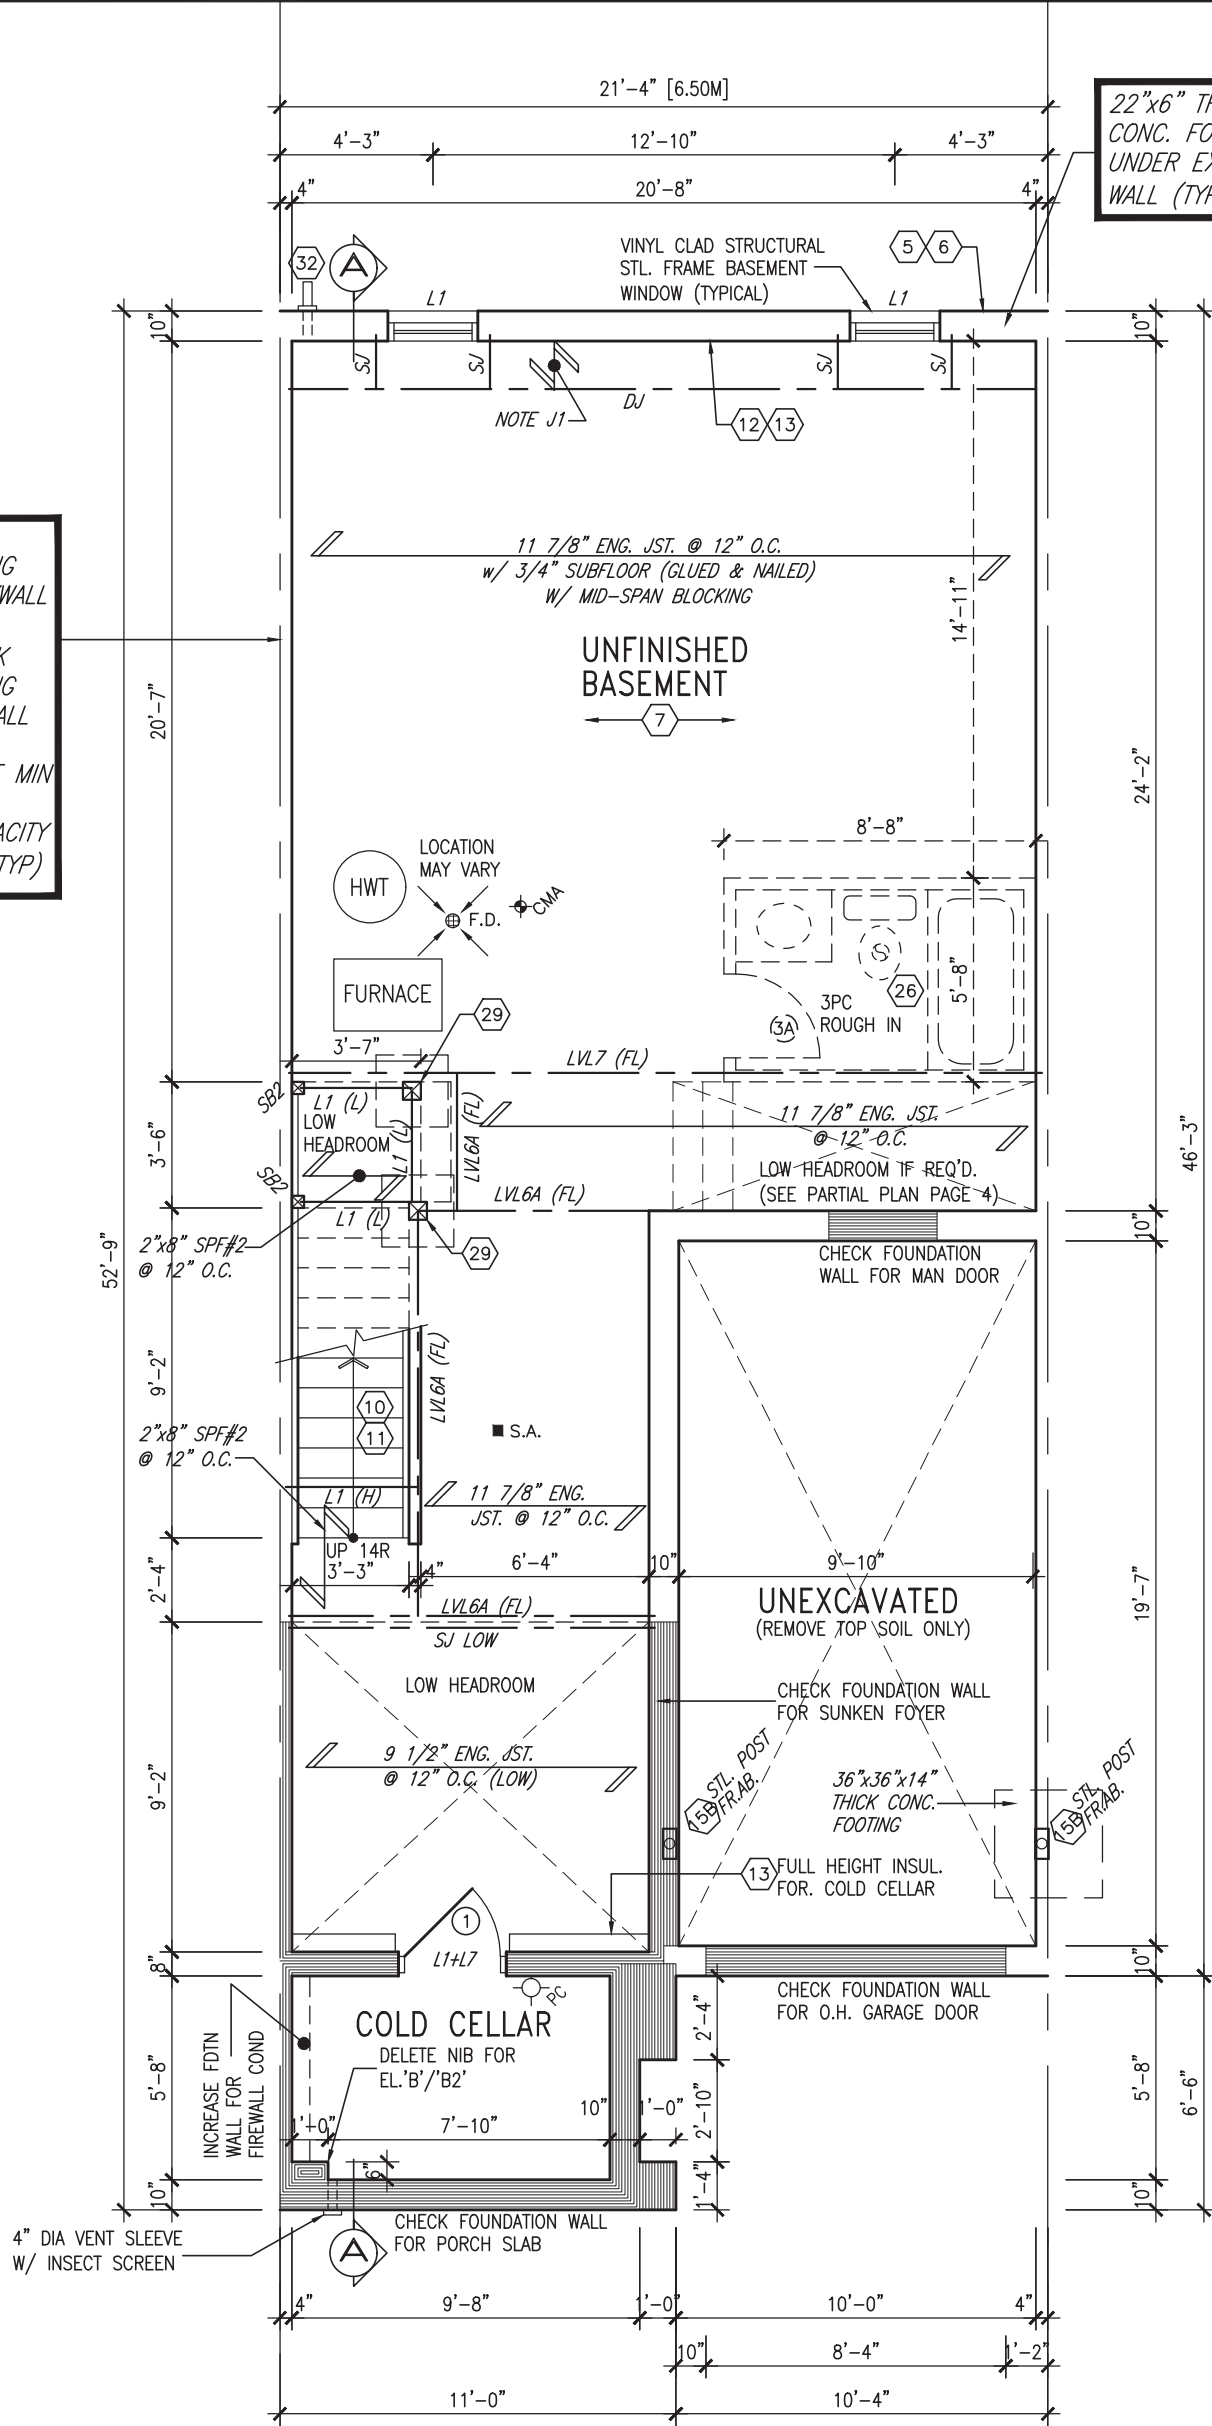 21'-4" [6.50M]
4'-3"
12'-10"
4'-3"
4"
20'-8"
4"
22"x6"
CONC.
UNDER
WALL
32
A
VINYL CLAD STRUCTURAL
STL. FRAME BASEMENT
WINDOW (TYPICAL)
5
6
L1
L1
10"
10"
SJ
SJ
SJ
SJ
NOTE J1
DJ
12
13
11 7/8" ENG. JST. @ 12" O.C.
w/ 3/4" SUBFLOOR (GLUED & NAILED)
W/ MID-SPAN BLOCKING
UNFINISHED
BASEMENT
7
14'-11"
MIN
TYP)
20'-7"
24'-2"
8'-8"
LOCATION
MAY VARY
HWT
F.D.
CMA
FURNACE
29
3'-7"
26
5'-8"
3PC
ROUGH IN
3A
LVL7 (FL)
SB2
L1 (L)
LOW
HEADROOM
L1 (L)
LVL6A (FL)
11 7/8" ENG. JST.
@ 12" O.C.
3'-6"
46'-3"
SB2
L1 (L)
LVL6A (FL)
LOW HEADROOM IF REQ'D.
(SEE PARTIAL PLAN PAGE 4)
2"x8" SPF#2
@ 12" O.C.
29
52'-9"
10"
CHECK FOUNDATION
WALL FOR MAN DOOR
9'-2"
LVL6A (FL)
10
11
S.A.
2"x8" SPF#2
@ 12" O.C.
L1 (H)
11 7/8" ENG.
JST. @ 12" O.C.
UP 14R
3'-3"
4"
6'-4"
10"
9'-10"
2'-4"
19'-7"
UNEXCAVATED
(REMOVE TOP SOIL ONLY)
LVL6A (FL)
SJ LOW
LOW HEADROOM
CHECK FOUNDATION WALL
FOR SUNKEN FOYER
9 1/2" ENG. JST.
@ 12" O.C. (LOW)
9'-2"
15B
STL. POST
FR.AB.
36"x36"x14"
THICK CONC.
FOOTING
15B
STL. POST
FR.AB.
13
FULL HEIGHT INSUL.
FOR. COLD CELLAR
1
L1+L7
8"
10"
PC
CHECK FOUNDATION WALL
FOR O.H. GARAGE DOOR
COLD CELLAR
DELETE NIB FOR
EL.'B'/'B2'
INCREASE FDTN
WALL FOR
FIREWALL COND
2'-4"
5'-8"
5'-8"
6'-6"
1'-0"
7'-10"
10"
1'-0"
2'-10"
6"
10"
1'-4"
10"
4" DIA VENT SLEEVE
W/ INSECT SCREEN
A
CHECK FOUNDATION WALL
FOR PORCH SLAB
4"
9'-8"
1'-0"
10'-0"
4"
10"
8'-4"
1'-2"
11'-0"
10'-4"